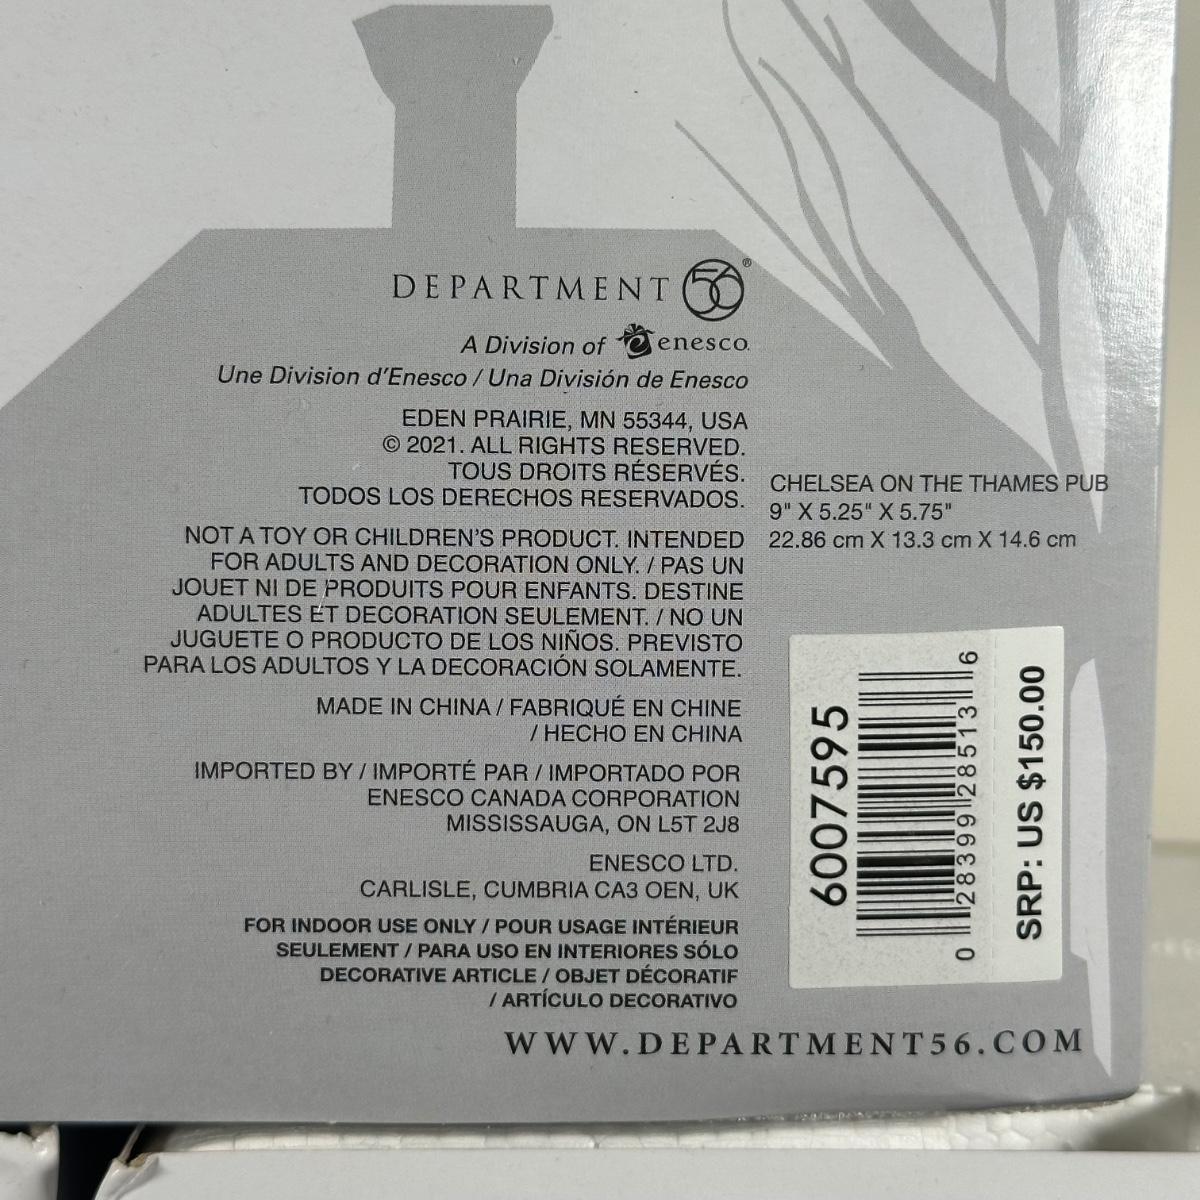 DEPARTMENT 56®
A Division of enesco.
Une Division d'Enesco / Una División de Enesco
EDEN PRAIRIE, MN 55344, USA
© 2021. ALL RIGHTS RESERVED.
TOUS DROITS RÉSERVÉS.
TODOS LOS DERECHOS RESERVADOS.
NOT A TOY OR CHILDREN'S PRODUCT. INTENDED
FOR ADULTS AND DECORATION ONLY. / PAS UN
JOUET NI DE PRODUITS POUR ENFANTS. DESTINE
ADULTES ET DECORATION SEULEMENT. / NO UN
JUGUETE O PRODUCTO DE LOS NIÑOS. PREVISTO
PARA LOS ADULTOS Y LA DECORACIÓN SOLAMENTE.
MADE IN CHINA / FABRIQUÉ EN CHINE
/ HECHO EN CHINA
IMPORTED BY / IMPORTÉ PAR / IMPORTADO POR
ENESCO CANADA CORPORATION
MISSISSAUGA, ON L5T 2J8
ENESCO LTD.
CARLISLE, CUMBRIA CA3 OEN, UK
FOR INDOOR USE ONLY / POUR USAGE INTÉRIEUR
SEULEMENT / PARA USO EN INTERIORES SÓLO
DECORATIVE ARTICLE / OBJET DÉCORATIF
/ ARTÍCULO DECORATIVO
CHELSEA ON THE THAMES PUB
9" X 5.25" X 5.75"
22.86 cm X 13.3 cm X 14.6 cm
6007595
0 28399 28513 6
SRP: US $150.00
WWW.DEPARTMENT56.COM